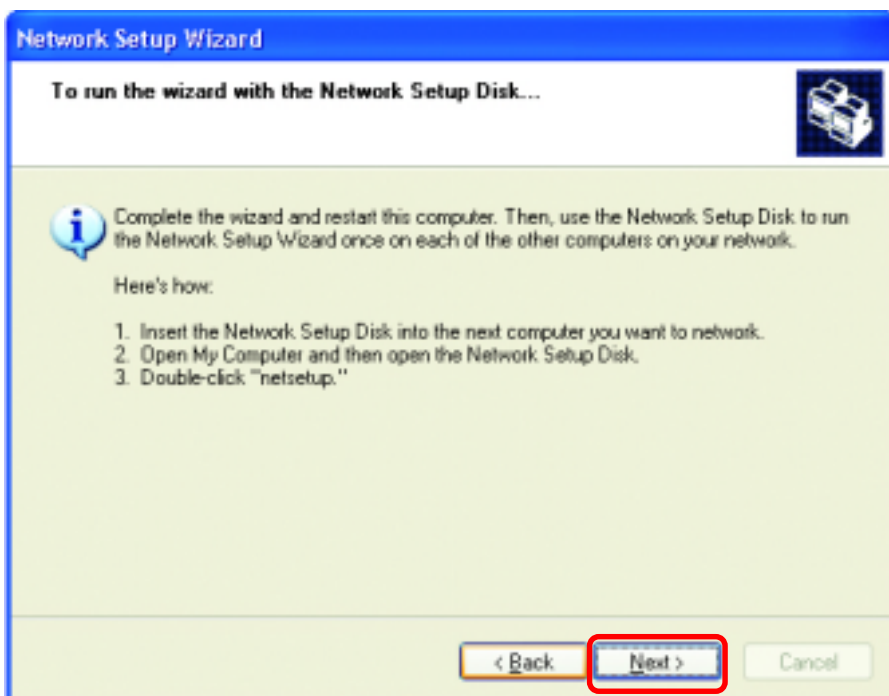 Network Setup Wizard
To run the wizard with the Network Setup Disk...
Complete the wizard and restart this computer. Then, use the Network Setup Disk to run
the Network Setup Wizard once on each of the other computers on your network.
Here's how:
1. Insert the Network Setup Disk into the next computer you want to network.
2. Open My Computer and then open the Network Setup Disk.
3. Double-click "netsetup."
< Back
Next >
Cancel